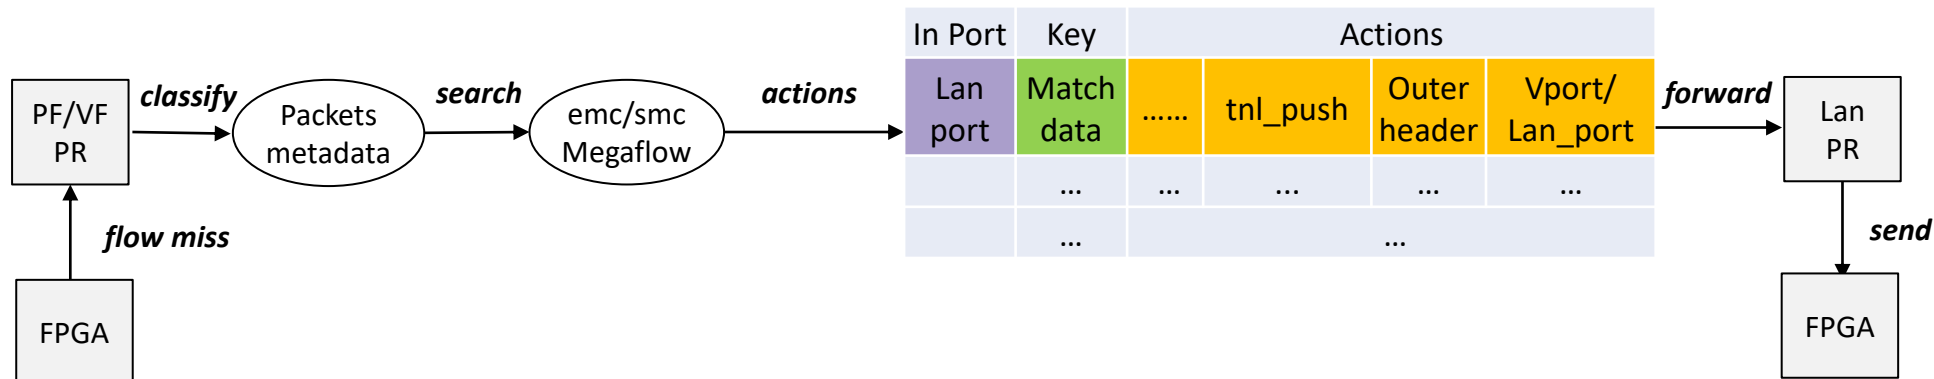 In Port Key Actions
PF/VF
PR
classify
Packets
metadata
search
emc/smc
Megaflow
actions
Lan
port
Match
data
......
tnl_push
Outer
header
Vport/
Lan_port
forward
Lan
PR
... ... ... ... ...
... ...
flow miss
send
FPGA
FPGA